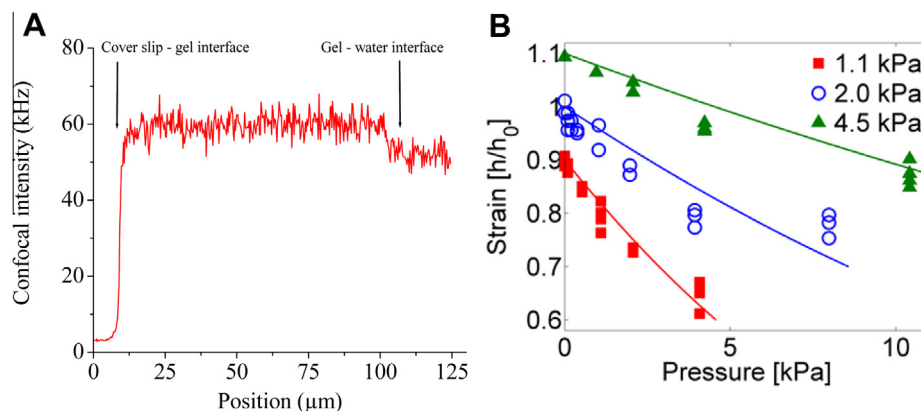 A
Cover slip - gel interface
Gel - water interface
80
60
40
20
0
Confocal intensity (kHz)
0 25 50 75 100 125
Position (μm)
B
1.1
1
0.9
0.8
0.7
0.6
Strain [h/h0]
1.1 kPa
2.0 kPa
4.5 kPa
0 5 10
Pressure [kPa]